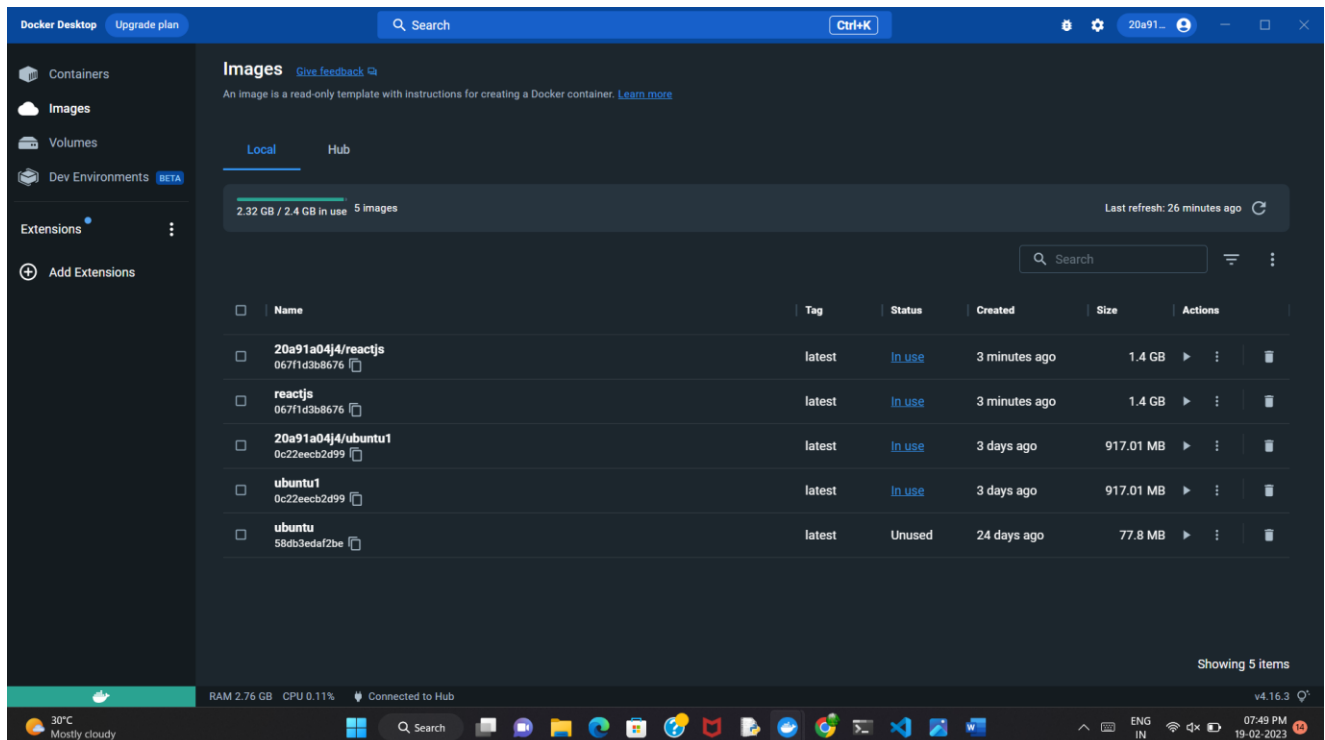 Docker Desktop Upgrade plan Search Ctrl+K 20a91...
Containers
Images
Volumes
Dev Environments BETA
Extensions
Add Extensions
Images Give feedback
An image is a read-only template with instructions for creating a Docker container. Learn more
Local Hub
2.32 GB / 2.4 GB in use 5 images Last refresh: 26 minutes ago
Search
Name Tag Status Created Size Actions
20a91a04j4/reactjs latest In use 3 minutes ago 1.4 GB
067f1d3b8676
reactjs latest In use 3 minutes ago 1.4 GB
067f1d3b8676
20a91a04j4/ubuntu1 latest In use 3 days ago 917.01 MB
0c22eecb2d99
ubuntu1 latest In use 3 days ago 917.01 MB
0c22eecb2d99
ubuntu latest Unused 24 days ago 77.8 MB
58db3edaf2be
Showing 5 items
RAM 2.76 GB CPU 0.11% Connected to Hub v4.16.3
30°C
Mostly cloudy
Search
ENG
IN
07:49 PM
19-02-2023
14